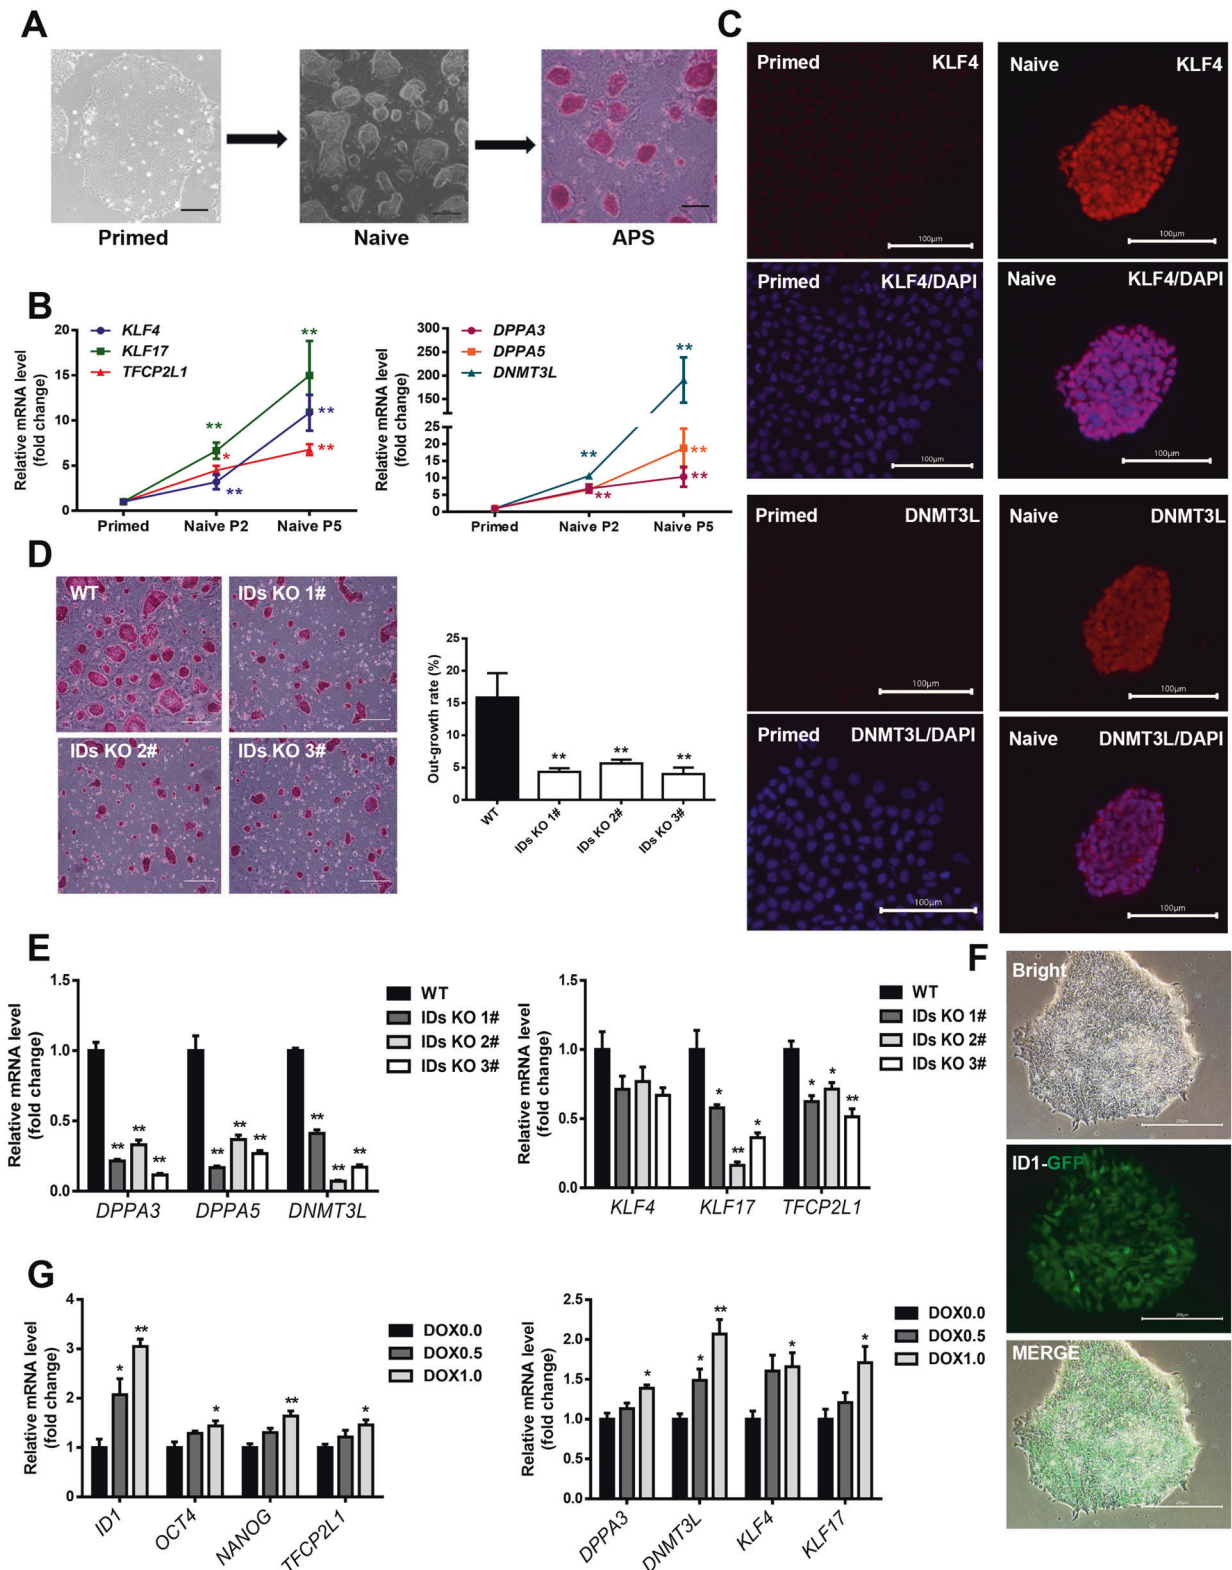 A
Primed
Naive
APS
B
Relative mRNA level
(fold change)
20
15
10
5
0
KLF4
KLF17
TFCP2L1
**
**
*
**
**
**
Primed
Naive P2
Naive P5
Relative mRNA level
(fold change)
300
250
200
150
25
20
15
10
5
0
DPPA3
DPPA5
DNMT3L
**
**
**
**
**
Primed
Naive P2
Naive P5
C
Primed KLF4
100μm
Naive KLF4
100μm
Primed KLF4/DAPI
100μm
Naive KLF4/DAPI
100μm
Primed DNMT3L
100μm
Naive DNMT3L
100μm
Primed DNMT3L/DAPI
100μm
Naive DNMT3L/DAPI
100μm
D
WT
IDs KO 1#
IDs KO 2#
IDs KO 3#
Out-growth rate (%)
25
20
15
10
5
0
** ** **
WT
IDs KO 1#
IDs KO 2#
IDs KO 3#
E
Relative mRNA level
(fold change)
1.5
1.0
0.5
0.0
** ** ** ** ** ** ** ** **
DPPA3 DPPA5 DNMT3L
WT
IDs KO 1#
IDs KO 2#
IDs KO 3#
Relative mRNA level
(fold change)
1.5
1.0
0.5
0.0
* ** * * * **
KLF4 KLF17 TFCP2L1
WT
IDs KO 1#
IDs KO 2#
IDs KO 3#
F
Bright
ID1-GFP
MERGE
G
Relative mRNA level
(fold change)
4
3
2
1
0
* ** * ** *
ID1
OCT4
NANOG
TFCP2L1
DOX0.0
DOX0.5
DOX1.0
Relative mRNA level
(fold change)
2.5
2.0
1.5
1.0
0.5
0.0
* * ** * *
DPPA3
DNMT3L
KLF4
KLF17
DOX0.0
DOX0.5
DOX1.0